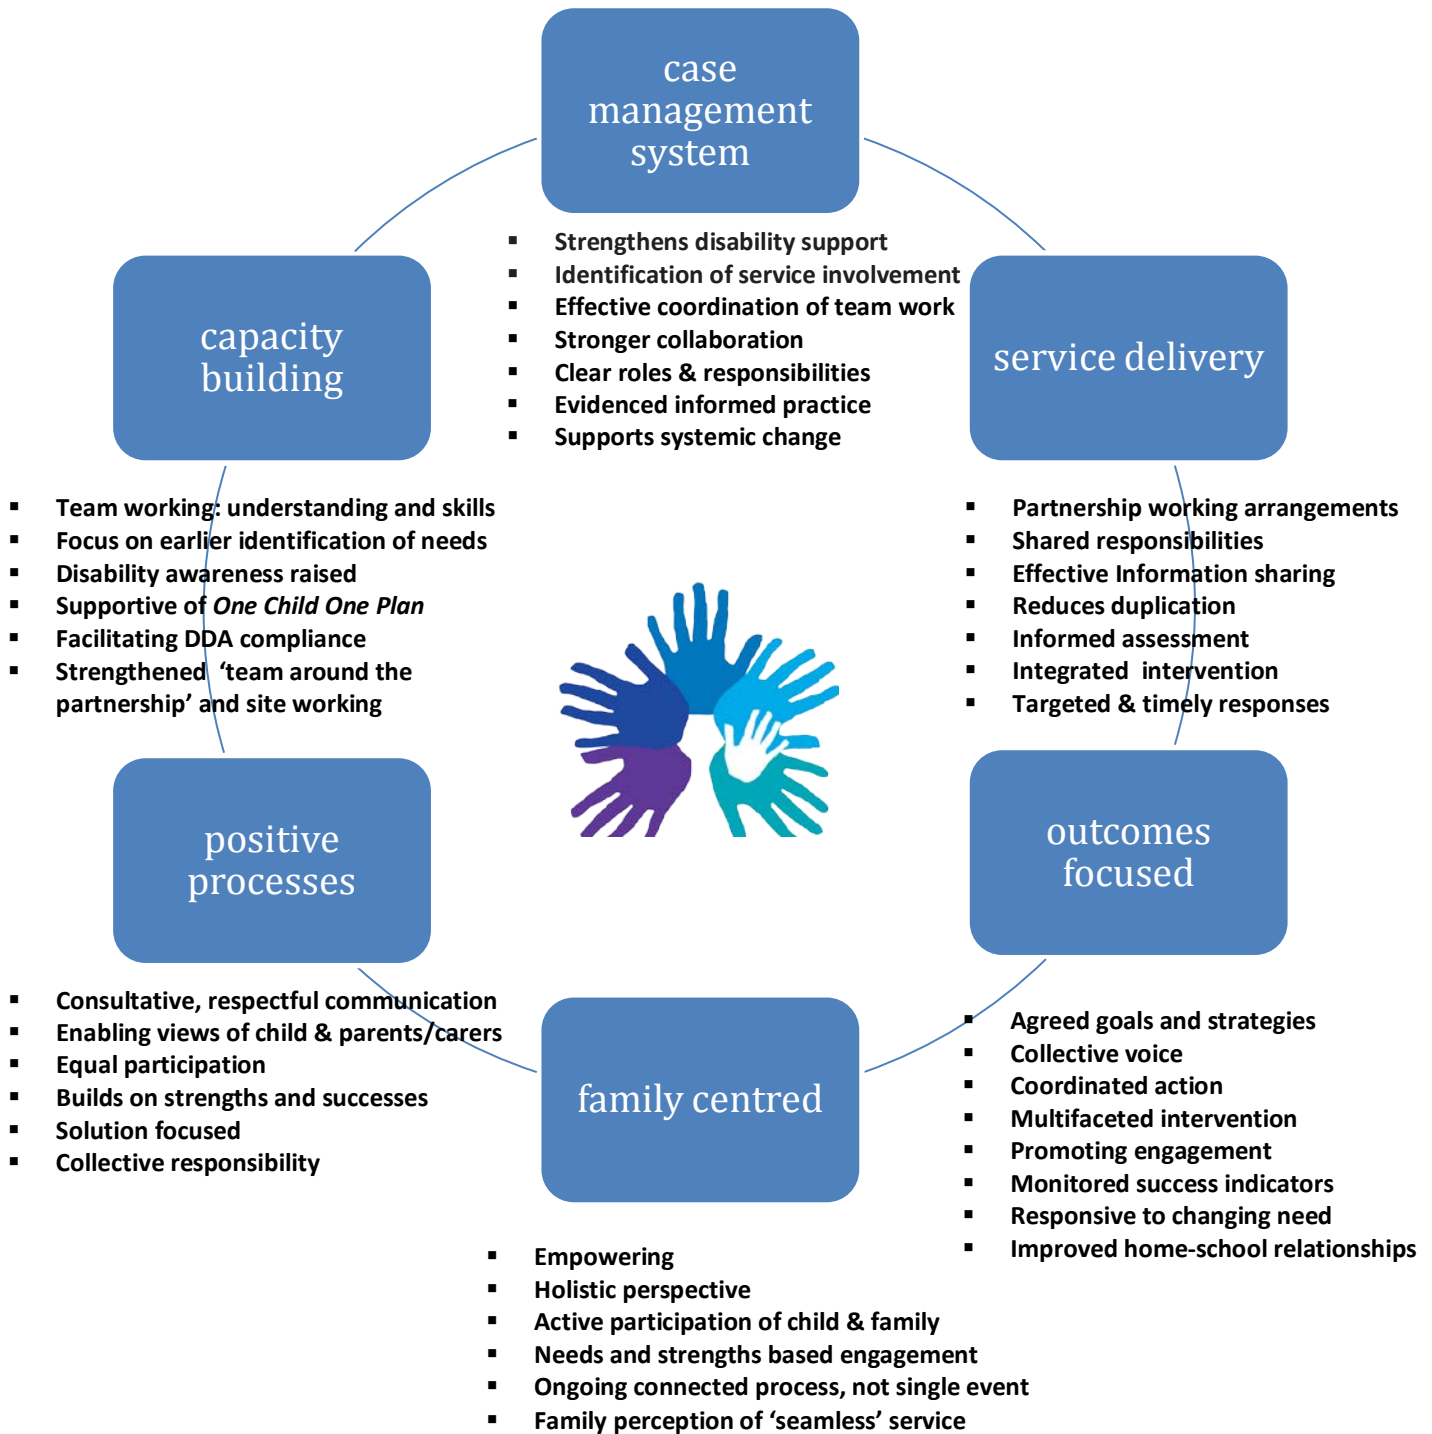 case
management
system
▪ Strengthens disability support
▪ Identification of service involvement
▪ Effective coordination of team work
▪ Stronger collaboration
▪ Clear roles & responsibilities
▪ Evidenced informed practice
▪ Supports systemic change
service delivery
▪ Partnership working arrangements
▪ Shared responsibilities
▪ Effective Information sharing
▪ Reduces duplication
▪ Informed assessment
▪ Integrated intervention
▪ Targeted & timely responses
outcomes
focused
▪ Agreed goals and strategies
▪ Collective voice
▪ Coordinated action
▪ Multifaceted intervention
▪ Promoting engagement
▪ Monitored success indicators
▪ Responsive to changing need
▪ Improved home-school relationships
family centred
▪ Empowering
▪ Holistic perspective
▪ Active participation of child & family
▪ Needs and strengths based engagement
▪ Ongoing connected process, not single event
▪ Family perception of ‘seamless’ service
positive
processes
▪ Consultative, respectful communication
▪ Enabling views of child & parents/carers
▪ Equal participation
▪ Builds on strengths and successes
▪ Solution focused
▪ Collective responsibility
capacity
building
▪ Team working: understanding and skills
▪ Focus on earlier identification of needs
▪ Disability awareness raised
▪ Supportive of One Child One Plan
▪ Facilitating DDA compliance
▪ Strengthened ‘team around the
partnership’ and site working